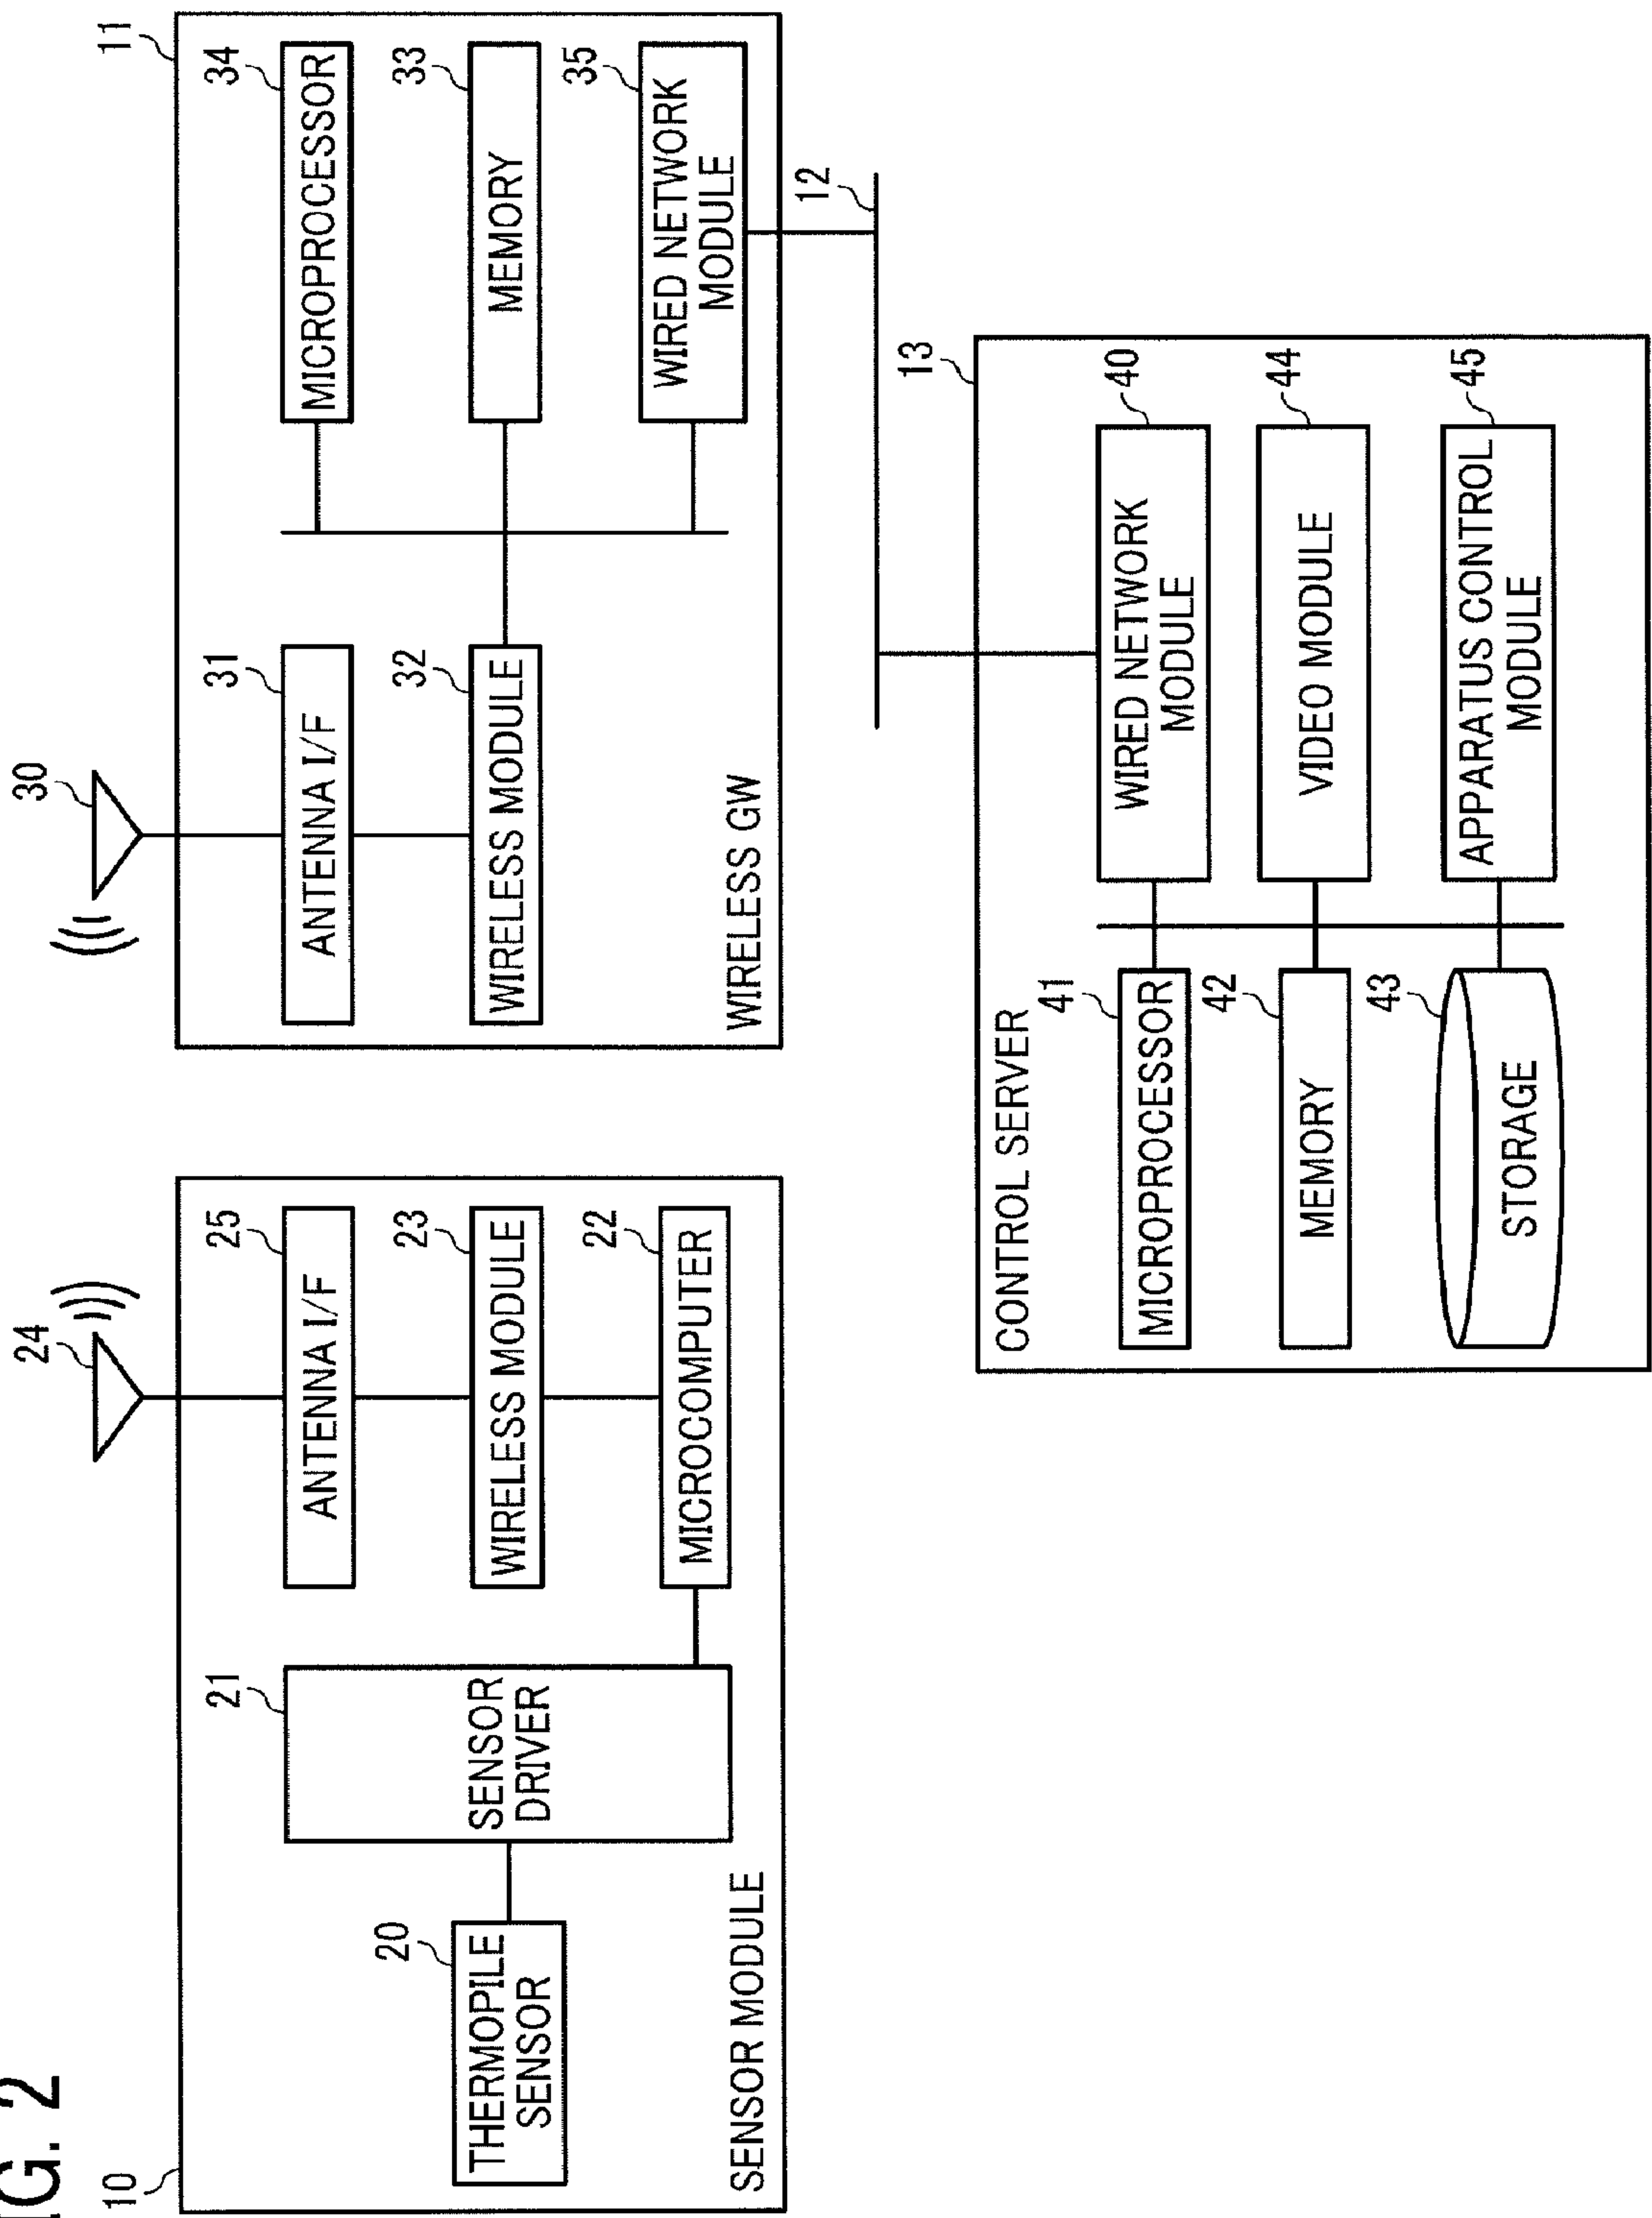 IG. 2
10
24
25
ANTENNA I/F
21
23
20
THERMOPILE
SENSOR
SENSOR
DRIVER
WIRELESS MODULE
22
MICROCOMPUTER
SENSOR MODULE
30
11
31
ANTENNA I/F
34
MICROPROCESSOR
32
WIRELESS MODULE
33
MEMORY
35
WIRED NETWORK
MODULE
WIRELESS GW
12
13
CONTROL SERVER
41
MICROPROCESSOR
40
WIRED NETWORK
MODULE
42
MEMORY
44
VIDEO MODULE
43
STORAGE
45
APPARATUS CONTROL
MODULE